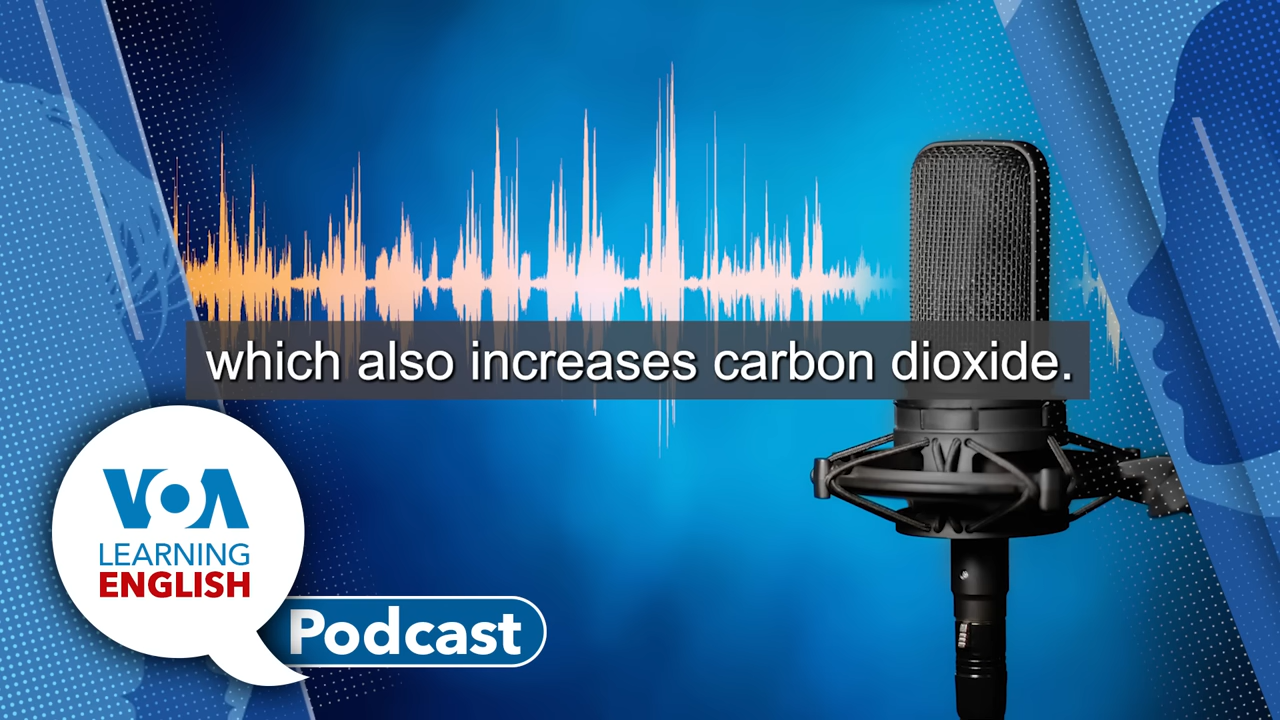 which also increases carbon dioxide.
VOA
LEARNING
ENGLISH
Podcast